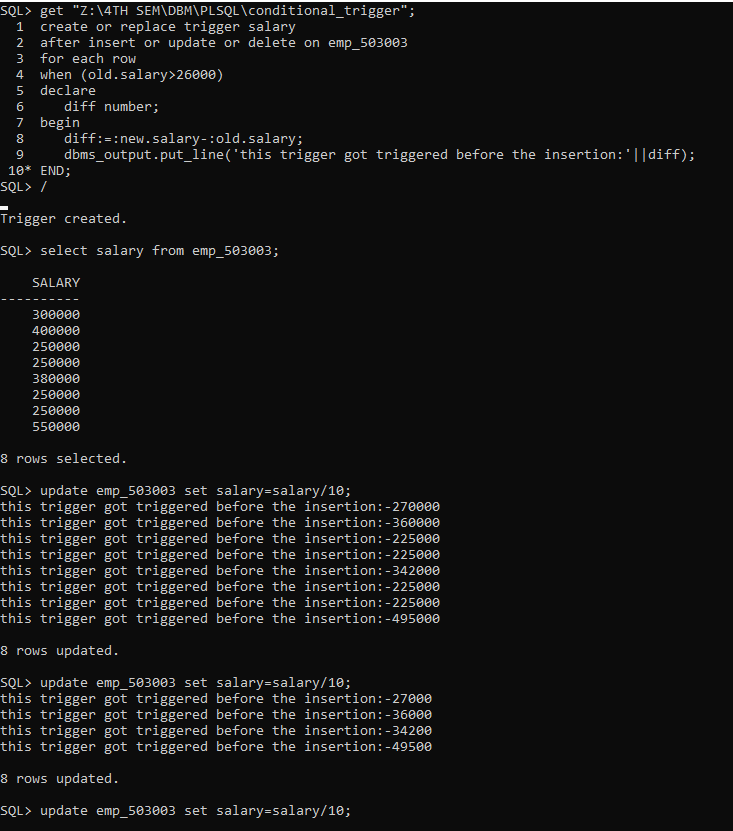 SQL> get "Z:\4TH SEM\DBM\PLSQL\conditional_trigger";
  1  create or replace trigger salary
  2  after insert or update or delete on emp_503003
  3  for each row
  4  when (old.salary>26000)
  5  declare
  6     diff number;
  7  begin
  8     diff:=:new.salary-:old.salary;
  9     dbms_output.put_line('this trigger got triggered before the insertion:'||diff);
 10* END;
SQL> /
Trigger created.
SQL> select salary from emp_503003;
    SALARY
----------
    300000
    400000
    250000
    250000
    380000
    250000
    250000
    550000
8 rows selected.
SQL> update emp_503003 set salary=salary/10;
this trigger got triggered before the insertion:-270000
this trigger got triggered before the insertion:-360000
this trigger got triggered before the insertion:-225000
this trigger got triggered before the insertion:-225000
this trigger got triggered before the insertion:-342000
this trigger got triggered before the insertion:-225000
this trigger got triggered before the insertion:-225000
this trigger got triggered before the insertion:-495000
8 rows updated.
SQL> update emp_503003 set salary=salary/10;
this trigger got triggered before the insertion:-27000
this trigger got triggered before the insertion:-36000
this trigger got triggered before the insertion:-34200
this trigger got triggered before the insertion:-49500
8 rows updated.
SQL> update emp_503003 set salary=salary/10;